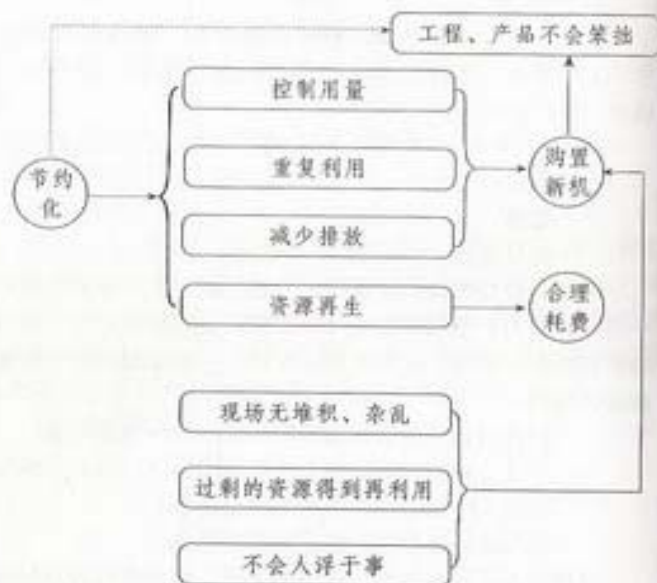 工程、产品不会笨拙
控制用量
重复利用
减少排放
资源再生
节约
化
购置
新机
合理
耗费
现场无堆积、杂乱
过剩的资源得到再利用
不会人浮于事